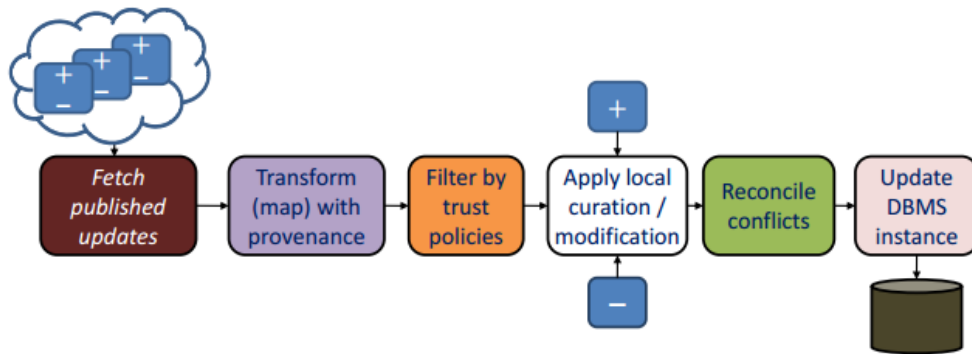 +
−
+
−
+
−
+
Fetch
published
updates
Transform
(map) with
provenance
Filter by
trust
policies
Apply local
curation /
modification
Reconcile
conflicts
Update
DBMS
instance
−